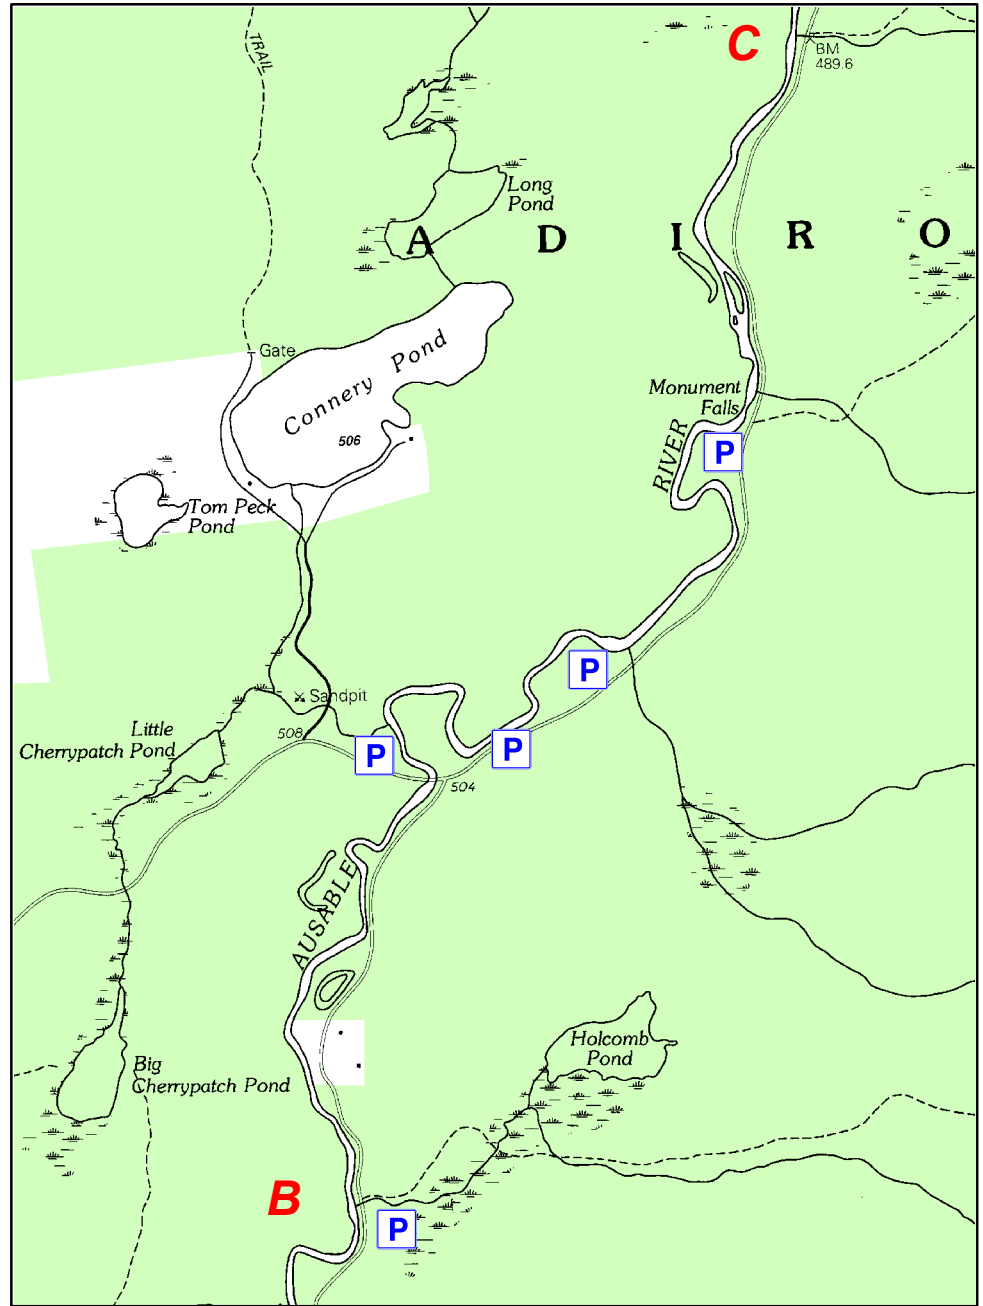 C
BM
489.6
TRAIL
Long
Pond
A D I R O
Gate
Connery Pond
506
Monument
Falls
RIVER
P
Tom Peck
Pond
P
Sandpit
Little
Cherrypatch Pond
508
P
P
504
AUSABLE
Holcomb
Pond
Big
Cherrypatch Pond
B
P